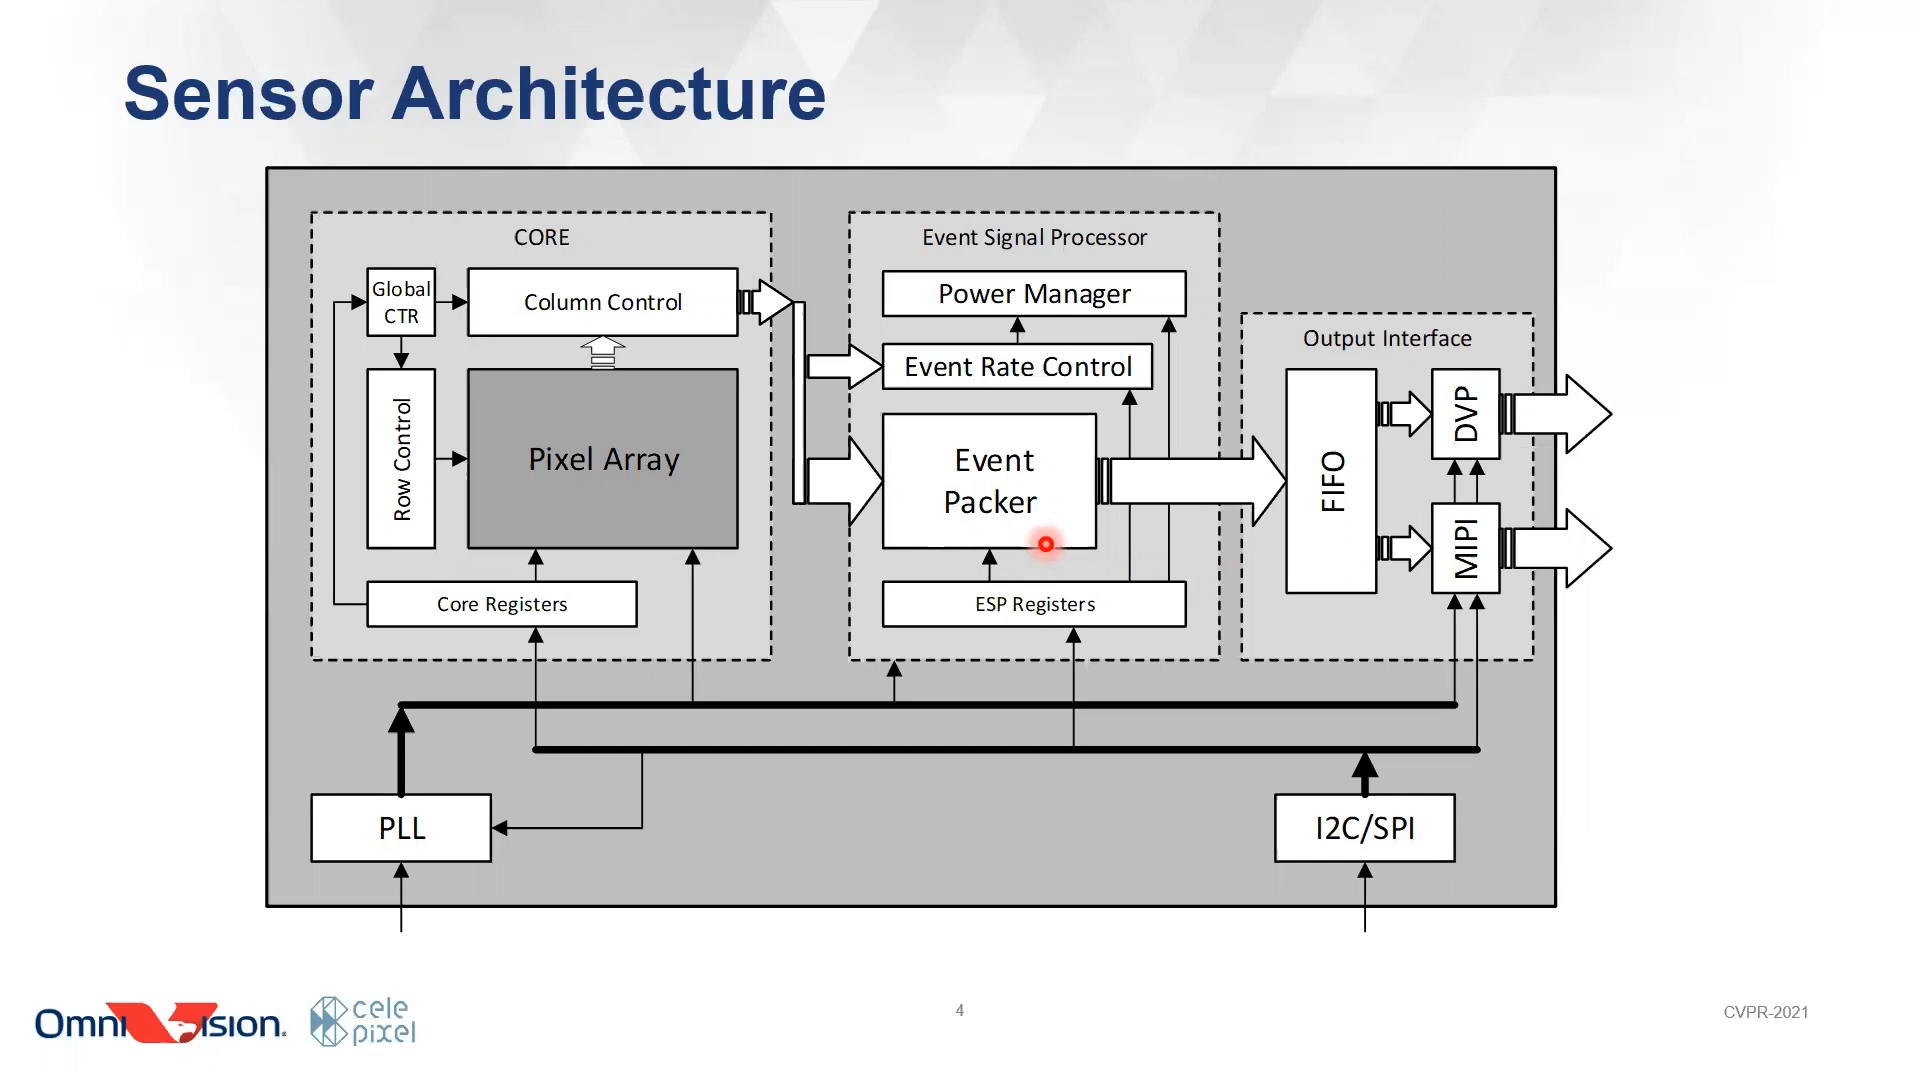 Sensor Architecture
CORE
Global
CTR
Column Control
Row Control
Pixel Array
Core Registers
Event Signal Processor
Power Manager
Event Rate Control
Event
Packer
ESP Registers
Output Interface
FIFO
DVP
MIPI
PLL
I2C/SPI
OmniVision
cele
pixel
4
CVPR-2021